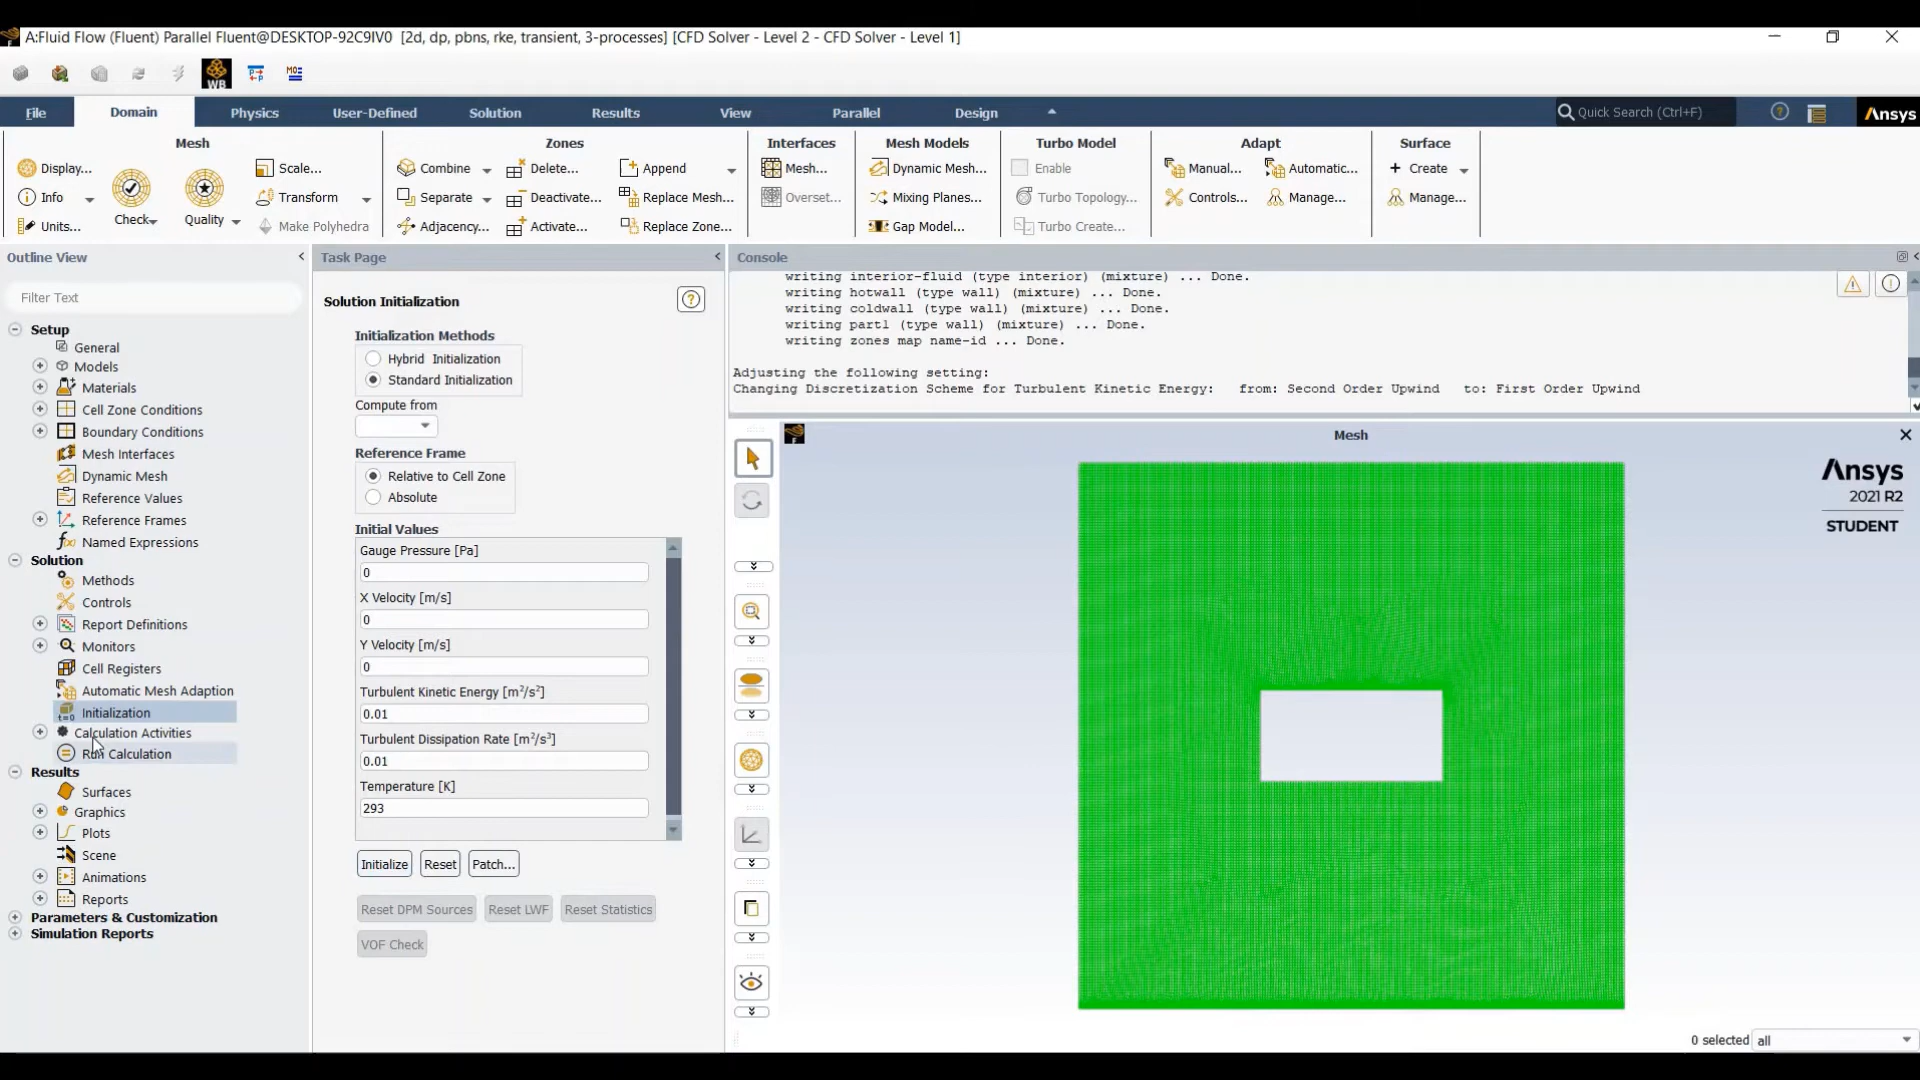 A:Fluid Flow (Fluent) Parallel Fluent@DESKTOP-92C9IV0 [2d, dp, pbns, rke, transient, 3-processes] [CFD Solver - Level 2 - CFD Solver - Level 1]
WB
File Domain Physics User-Defined Solution Results View Parallel Design Quick Search (Ctrl+F) Ansys
Mesh Zones Interfaces Mesh Models Turbo Model Adapt Surface
Display... Scale... Combine Delete... Append Mesh... Dynamic Mesh... Enable Manual... Automatic... + Create
Info Transform Separate Deactivate... Replace Mesh... Overset... Mixing Planes... Turbo Topology... Controls... Manage... Manage...
Check Quality
Units... Make Polyhedra Adjacency... Activate... Replace Zone... Gap Model... Turbo Create...
Outline View
Filter Text
Setup
General
Models
Materials
Cell Zone Conditions
Boundary Conditions
Mesh Interfaces
Dynamic Mesh
Reference Values
Reference Frames
Named Expressions
Solution
Methods
Controls
Report Definitions
Monitors
Cell Registers
Automatic Mesh Adaption
Initialization
Calculation Activities
Run Calculation
Results
Surfaces
Graphics
Plots
Scene
Animations
Reports
Parameters & Customization
Simulation Reports
Task Page
Solution Initialization
Initialization Methods
Hybrid Initialization
Standard Initialization
Compute from
Reference Frame
Relative to Cell Zone
Absolute
Initial Values
Gauge Pressure [Pa]
0
X Velocity [m/s]
0
Y Velocity [m/s]
0
Turbulent Kinetic Energy [m²/s²]
0.01
Turbulent Dissipation Rate [m²/s³]
0.01
Temperature [K]
293
Initialize Reset Patch...
Reset DPM Sources Reset LWF Reset Statistics
VOF Check
Console
writing interior-fluid (type interior) (mixture) ... Done.
writing hotwall (type wall) (mixture) ... Done.
writing coldwall (type wall) (mixture) ... Done.
writing part1 (type wall) (mixture) ... Done.
writing zones map name-id ... Done.
Adjusting the following setting:
Changing Discretization Scheme for Turbulent Kinetic Energy: from: Second Order Upwind to: First Order Upwind
Mesh
Ansys
2021 R2
STUDENT
0 selected all